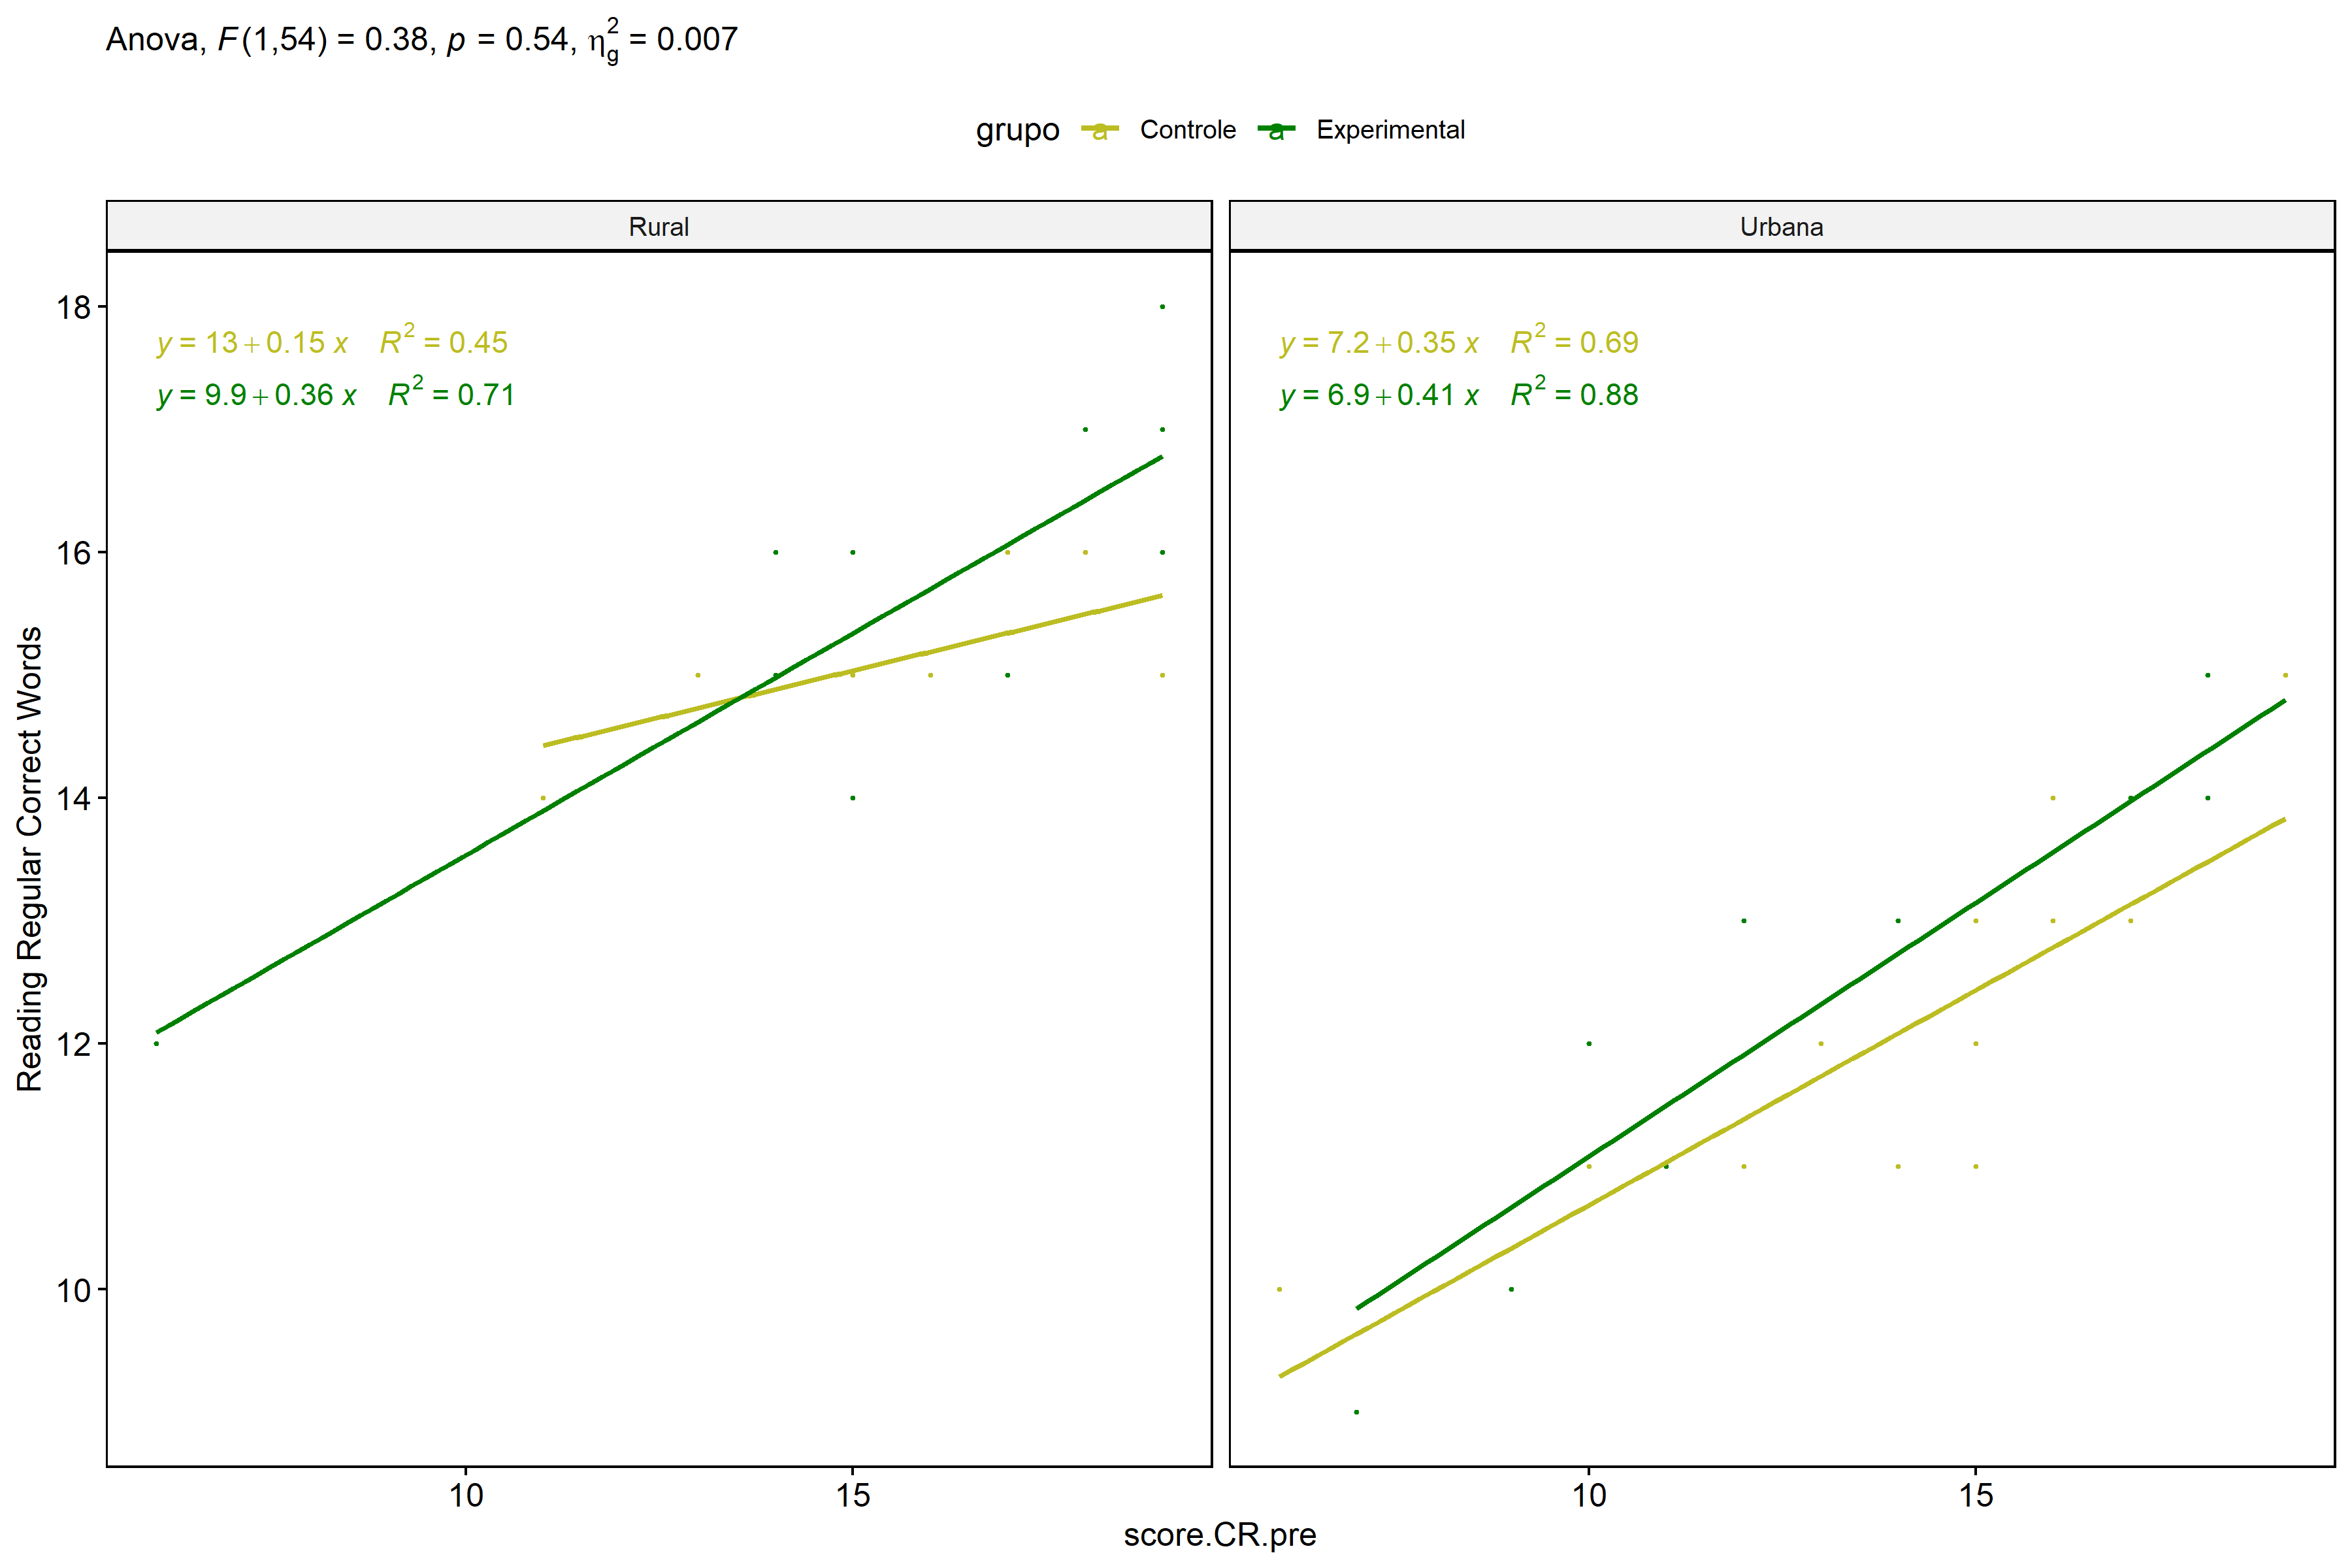 Anova, F(1,54) = 0.38, p = 0.54, η²g = 0.007
grupo a Controle a Experimental
Rural
Urbana
y = 13 + 0.15 x R² = 0.45
y = 9.9 + 0.36 x R² = 0.71
y = 7.2 + 0.35 x R² = 0.69
y = 6.9 + 0.41 x R² = 0.88
18
16
14
12
10
Reading Regular Correct Words
10 15
10 15
score.CR.pre